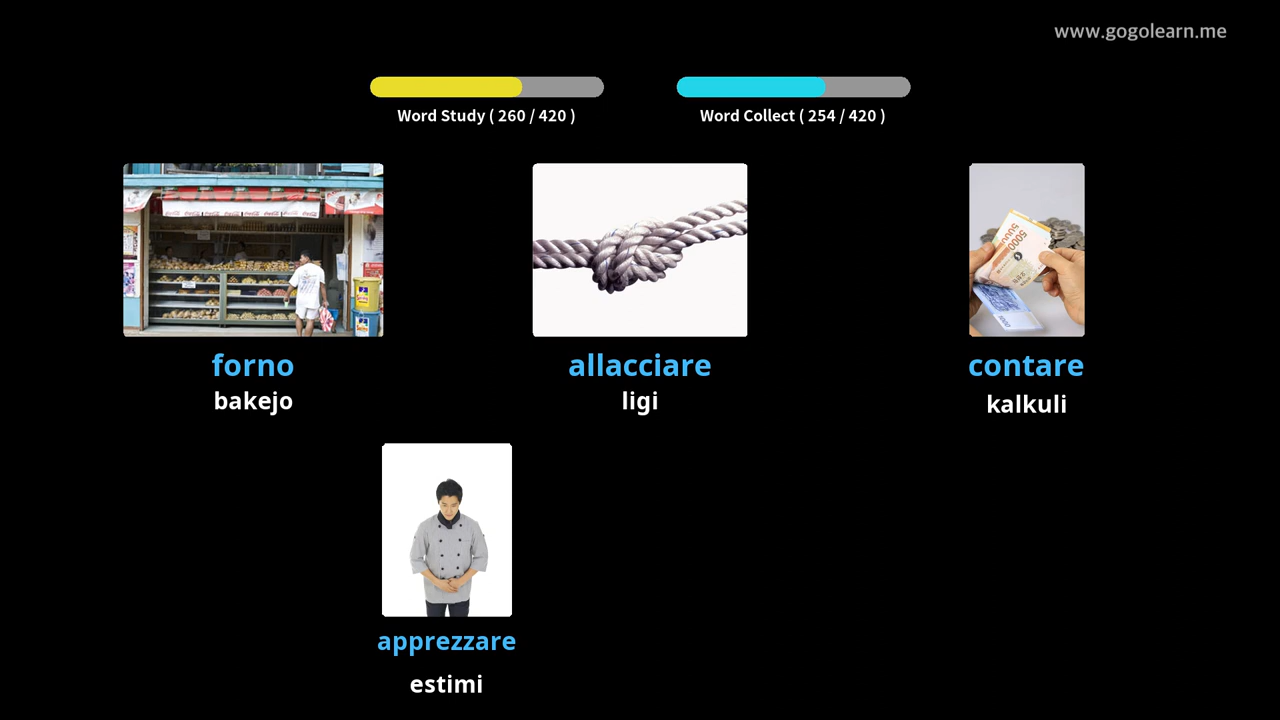 www.gogolearn.me
Word Study ( 260 / 420 )
Word Collect ( 254 / 420 )
forno
bakejo
allacciare
ligi
contare
kalkuli
apprezzare
estimi